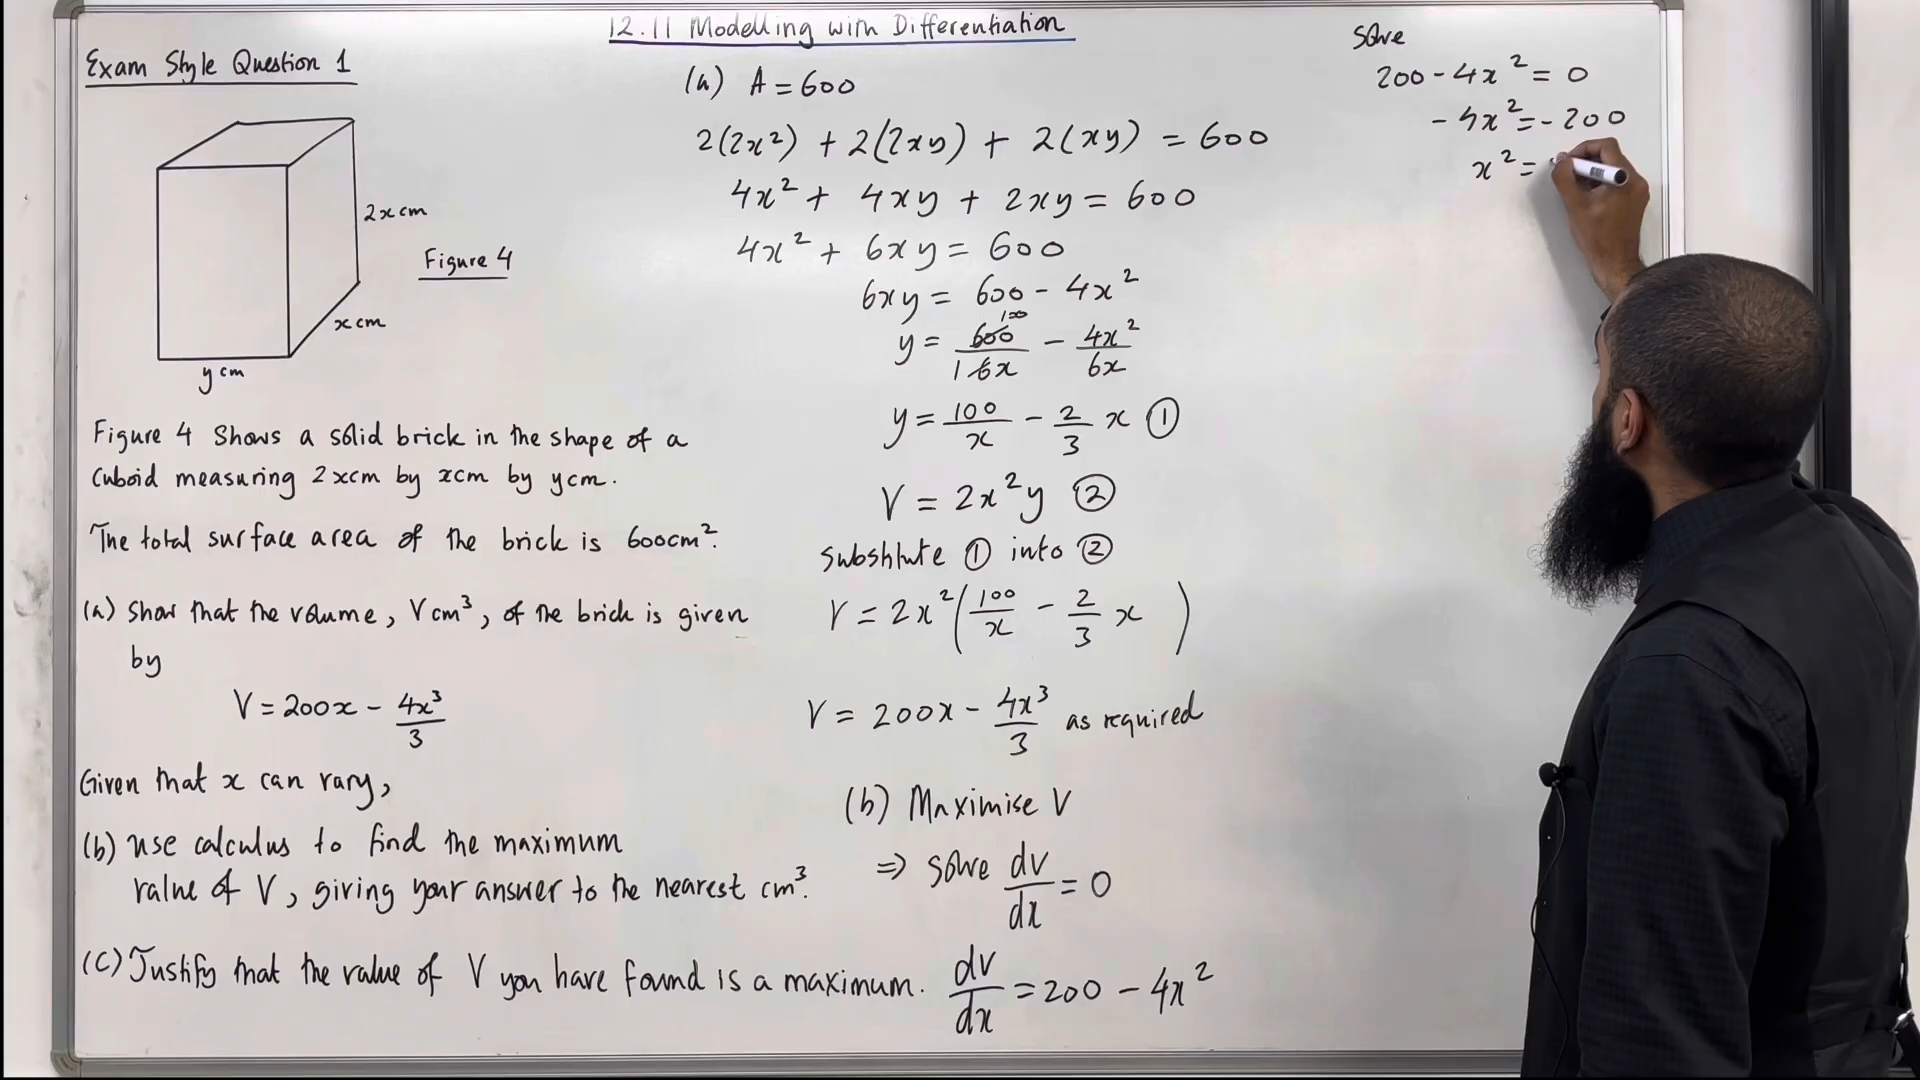 12.11 Modelling with Differentiation
Exam Style Question 1
2x cm
Figure 4
x cm
y cm
Figure 4 Shows a solid brick in the shape of a
cuboid measuring 2xcm by xcm by ycm.
The total surface area of the brick is 600cm².
(a) Show that the volume, V cm³, of the brick is given
by
V = 200x - 4x³/3
Given that x can vary,
(b) use calculus to find the maximum
value of V, giving your answer to the nearest cm³.
(c) Justify that the value of V you have found is a maximum.
(a) A = 600
2(2x²) + 2(2xy) + 2(xy) = 600
4x² + 4xy + 2xy = 600
4x² + 6xy = 600
6xy = 600 - 4x²
100
y = 600/16x - 4x²/6x
y = 100/x - 2/3 x ①
V = 2x²y ②
substitute ① into ②
V = 2x²(100/x - 2/3 x)
V = 200x - 4x³/3 as required
(b) Maximise V
⇒ solve dv/dx = 0
dv/dx = 200 - 4x²
Solve
200 - 4x² = 0
- 4x² = - 200
x² =